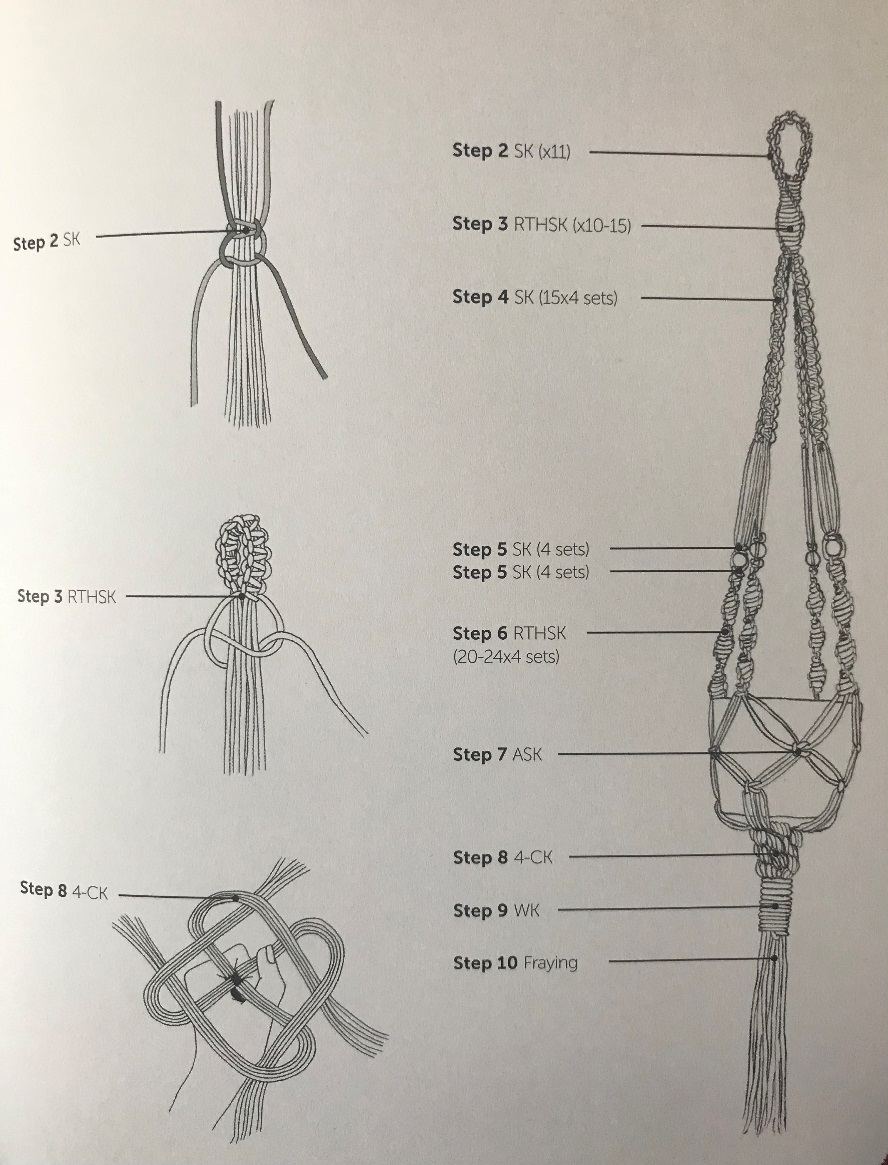 Step 2 SK
Step 3 RTHSK
Step 8 4-CK
Step 2 SK (x11)
Step 3 RTHSK (x10-15)
Step 4 SK (15x4 sets)
Step 5 SK (4 sets)
Step 5 SK (4 sets)
Step 6 RTHSK
(20-24x4 sets)
Step 7 ASK
Step 8 4-CK
Step 9 WK
Step 10 Fraying